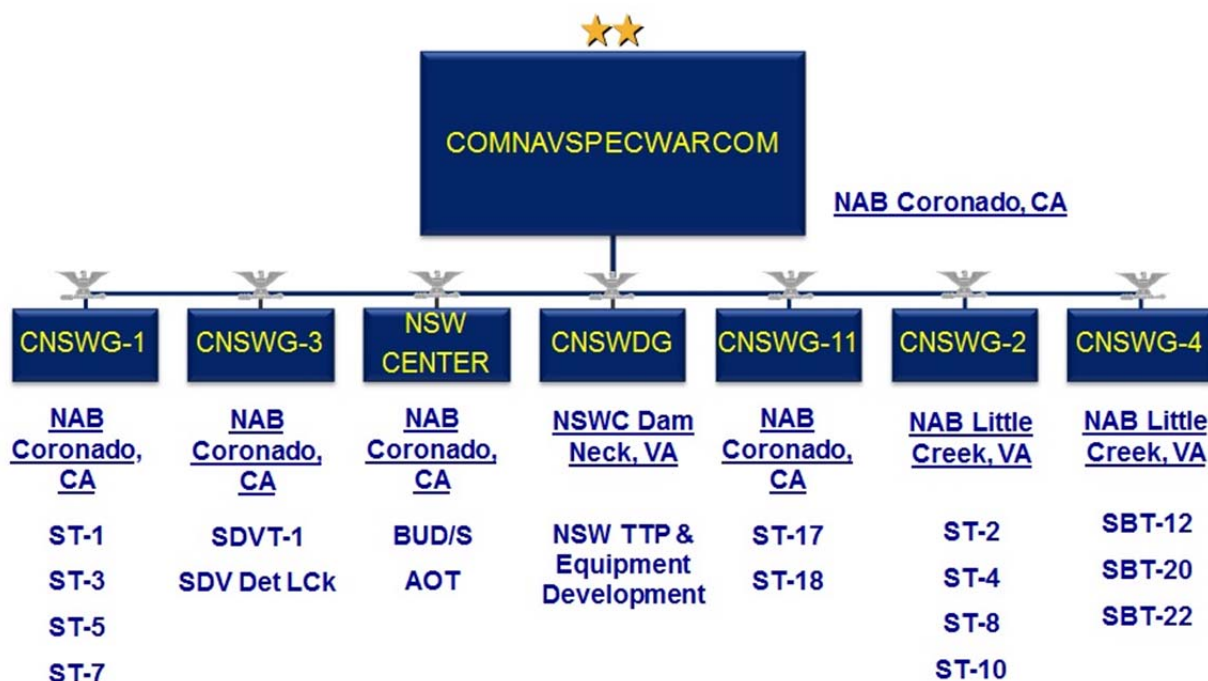 COMNAVSPECWARCOM
NAB Coronado, CA
CNSWG-1
CNSWG-3
NSW
CENTER
CNSWDG
CNSWG-11
CNSWG-2
CNSWG-4
NAB
Coronado,
CA
NAB
Coronado,
CA
NAB
Coronado,
CA
NSWC Dam
Neck, VA
NAB
Coronado,
CA
NAB Little
Creek, VA
NAB Little
Creek, VA
ST-1
ST-3
ST-5
ST-7
SDVT-1
SDV Det LCk
BUD/S
AOT
NSW TTP &
Equipment
Development
ST-17
ST-18
ST-2
ST-4
ST-8
ST-10
SBT-12
SBT-20
SBT-22